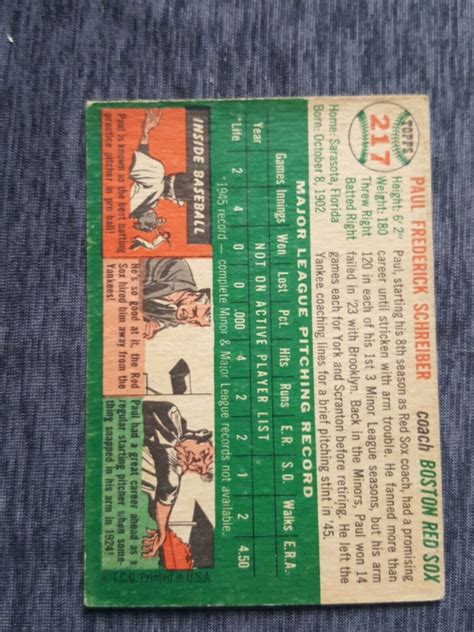 TOPPS
217
PAUL FREDERICK SCHREIBER coach BOSTON RED SOX
Height: 6' 2"
Weight: 180
Threw Right
Batted Right
Home: Sarasota, Florida
Born: October 8, 1902
Paul, starting his 8th season as Red Sox coach, had a promising
career until stricken with arm trouble. He fanned more than
120 in each of his 1st 3 Minor League seasons, but his arm
failed in '23 with Brooklyn. Back in the Minors, Paul won 14
games each for York and Scranton before retiring. He left the
Yankee coaching lines for a brief pitching stint in '45.
MAJOR LEAGUE PITCHING RECORD
Year Games Innings Won Lost Pct. Hits Runs E.R. S.O. Walks E.R.A.
NOT ON ACTIVE PLAYER LIST
*Life 2 4 0 0 .000 4 2 2 1 2 4.50
*1945 record — complete Minor & Major League records not available.
INSIDE BASEBALL
Paul is known as the best batting
practice pitcher in pro ball!
He's so good at it, the Red
Sox hired him away from the
Yankees!
Paul had a great career ahead as a
regular starting pitcher, then some-
thing snapped in his arm in 1924!
© T.C.G. Printed in U.S.A.